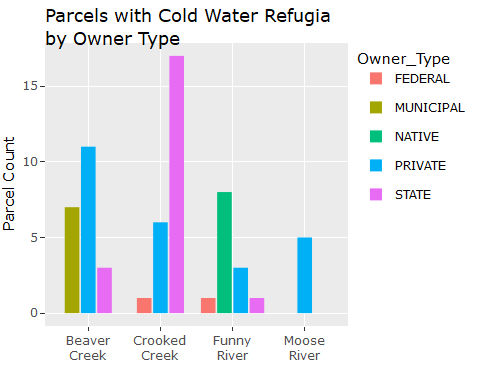 Parcels with Cold Water Refugia
by Owner Type
Parcel Count
15
10
5
0
Beaver
Creek
Crooked
Creek
Funny
River
Moose
River
Owner_Type
FEDERAL
MUNICIPAL
NATIVE
PRIVATE
STATE